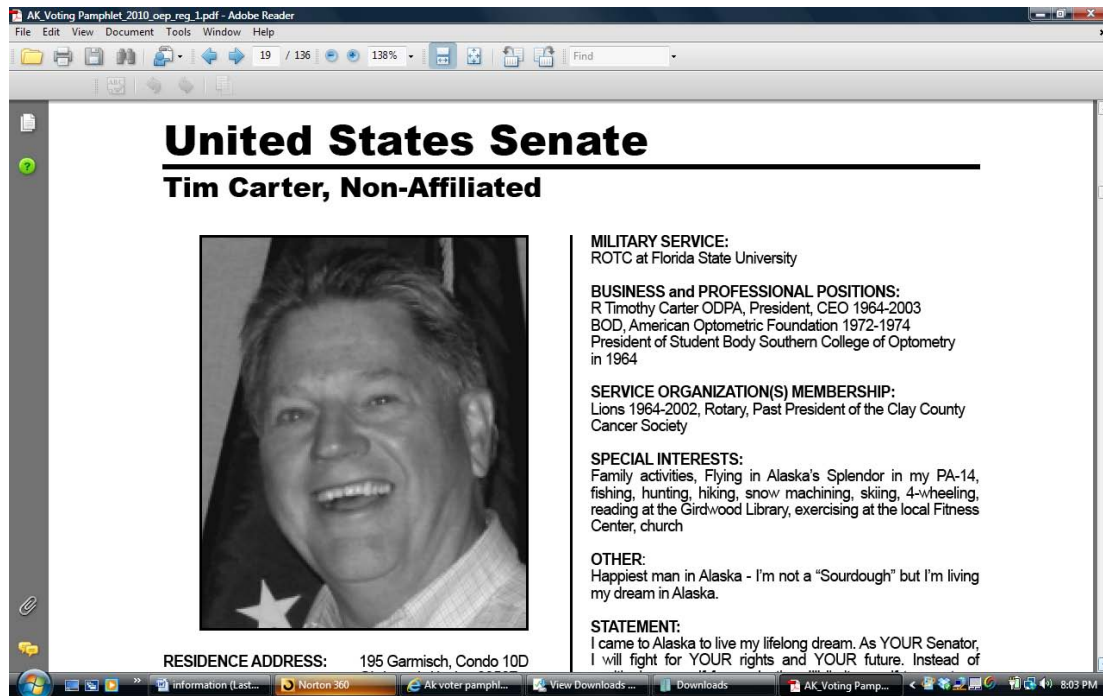 AK_Voting Pamphlet_2010_oep_reg_1.pdf - Adobe Reader
File Edit View Document Tools Window Help
19 / 136 138% Find
United States Senate
Tim Carter, Non-Affiliated
MILITARY SERVICE:
ROTC at Florida State University
BUSINESS and PROFESSIONAL POSITIONS:
R Timothy Carter ODPA, President, CEO 1964-2003
BOD, American Optometric Foundation 1972-1974
President of Student Body Southern College of Optometry
in 1964
SERVICE ORGANIZATION(S) MEMBERSHIP:
Lions 1964-2002, Rotary, Past President of the Clay County
Cancer Society
SPECIAL INTERESTS:
Family activities, Flying in Alaska's Splendor in my PA-14,
fishing, hunting, hiking, snow machining, skiing, 4-wheeling,
reading at the Girdwood Library, exercising at the local Fitness
Center, church
OTHER:
Happiest man in Alaska - I'm not a “Sourdough” but I'm living
my dream in Alaska.
STATEMENT:
I came to Alaska to live my lifelong dream. As YOUR Senator,
I will fight for YOUR rights and YOUR future. Instead of
RESIDENCE ADDRESS: 195 Garmisch, Condo 10D
information (Last... Norton 360 Ak voter pamphl... View Downloads ... Downloads AK_Voting Pamp... 8:03 PM